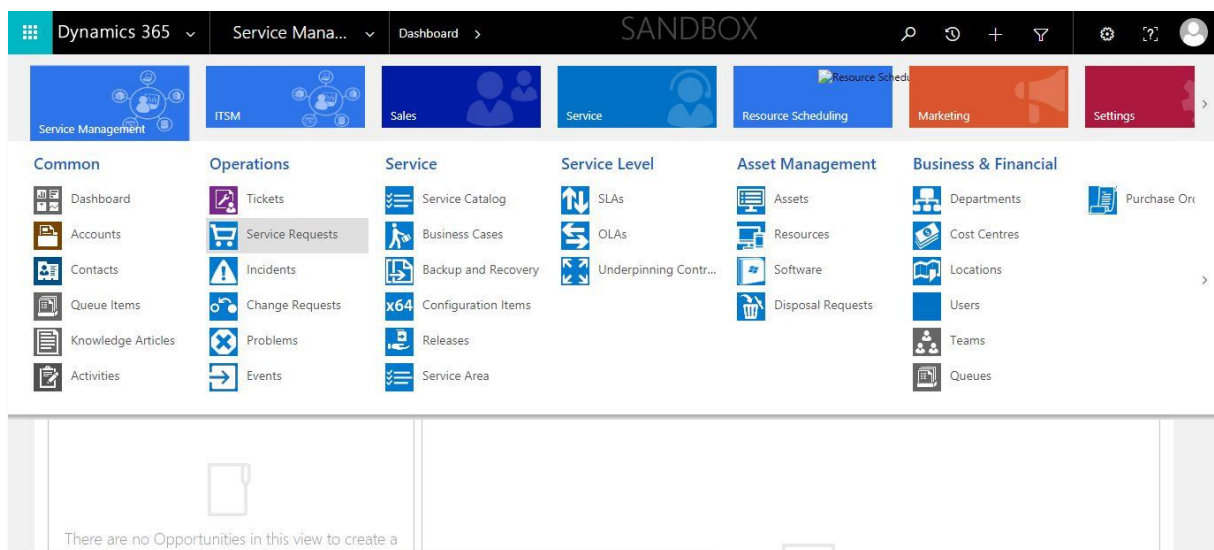 Dynamics 365
Service Mana...
Dashboard
SANDBOX
[?]
Service Management
ITSM
Sales
Service
Resource Schedu
Resource Scheduling
Marketing
Settings
Common
Dashboard
Accounts
Contacts
Queue Items
Knowledge Articles
Activities
Operations
Tickets
Service Requests
Incidents
Change Requests
Problems
Events
Service
Service Catalog
Business Cases
Backup and Recovery
x64
Configuration Items
Releases
Service Area
Service Level
SLAs
OLAs
Underpinning Contr...
Asset Management
Assets
Resources
Software
Disposal Requests
Business & Financial
Departments
Cost Centres
Locations
Users
Teams
Queues
Purchase Orc
There are no Opportunities in this view to create a